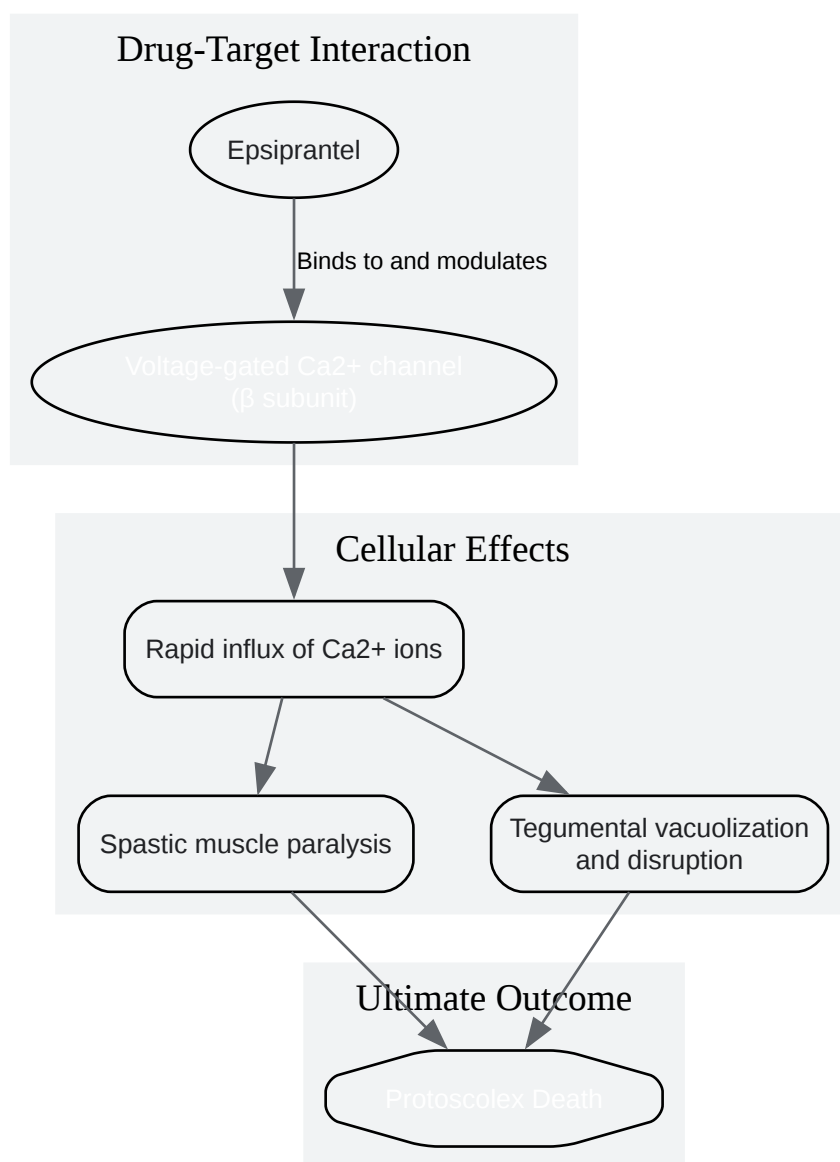 Drug-Target Interaction
Epsiprantel
Binds to and modulates
Voltage-gated Ca2+ channel
(β subunit)
Cellular Effects
Rapid influx of Ca2+ ions
Spastic muscle paralysis
Tegumental vacuolization
and disruption
Ultimate Outcome
Protoscolex Death